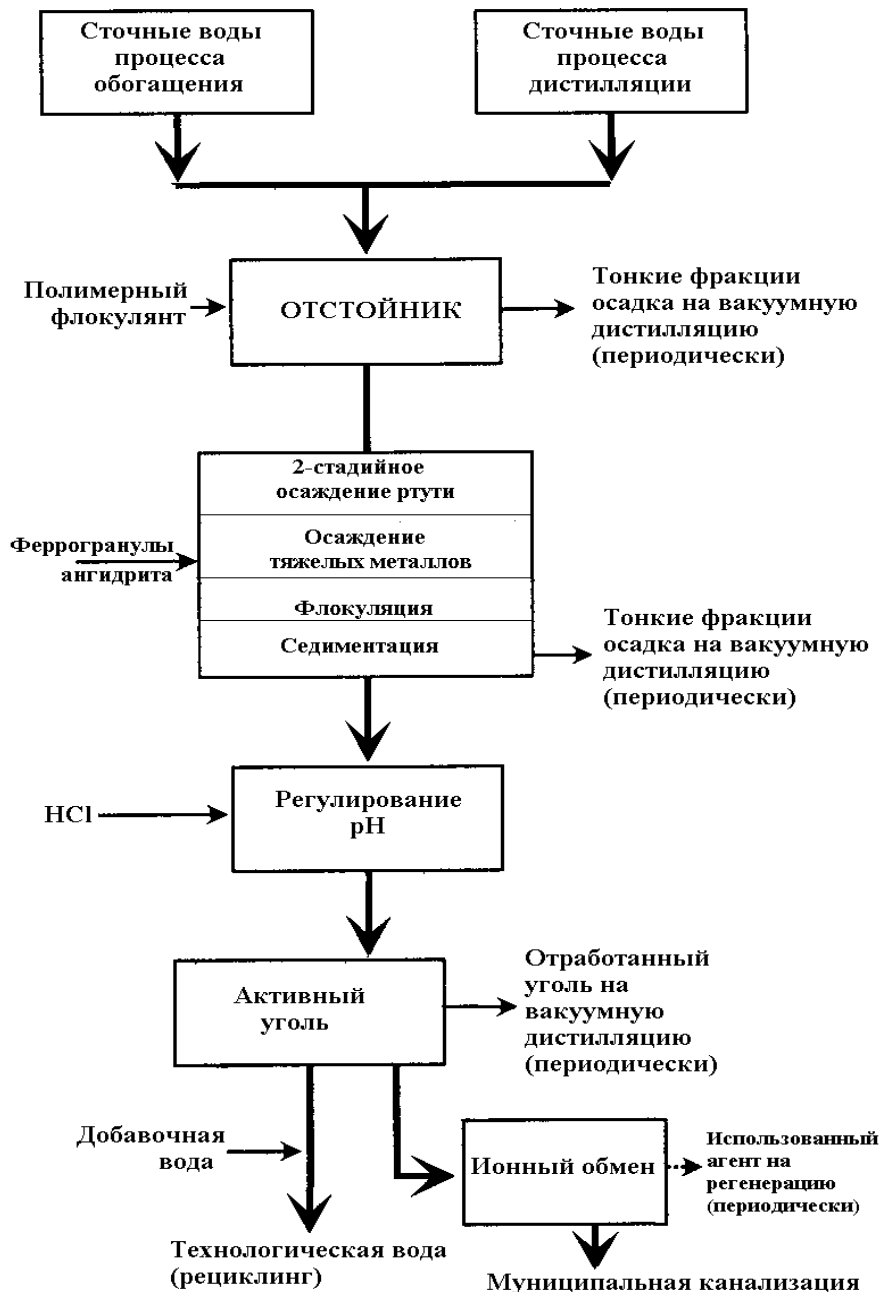 Сточные воды
процесса
обогащения
Сточные воды
процесса
дистилляции
Полимерный
флокулянт
ОТСТОЙНИК
Тонкие фракции
осадка на вакуумную
дистилляцию
(периодически)
2-стадийное
осаждение ртути
Феррогранулы
ангидрита
Осаждение
тяжелых металлов
Флокуляция
Седиментация
Тонкие фракции
осадка на вакуумную
дистилляцию
(периодически)
HCl
Регулирование
pH
Активный
уголь
Отработанный
уголь на
вакуумную
дистилляцию
(периодически)
Добавочная
вода
Ионный обмен
Использованный
агент на
регенерацию
(периодически)
Технологическая вода
(рециклинг)
Муниципальная канализация